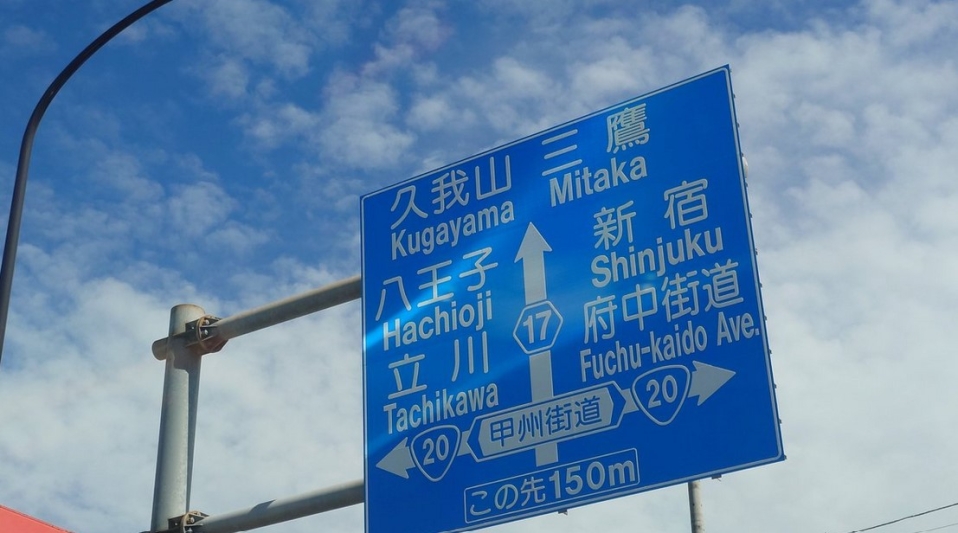 三鷹
Mitaka
久我山
Kugayama
八王子
Hachioji
立川
Tachikawa
新宿
Shinjuku
府中街道
Fuchu-kaido Ave.
17
20
甲州街道
20
この先150m